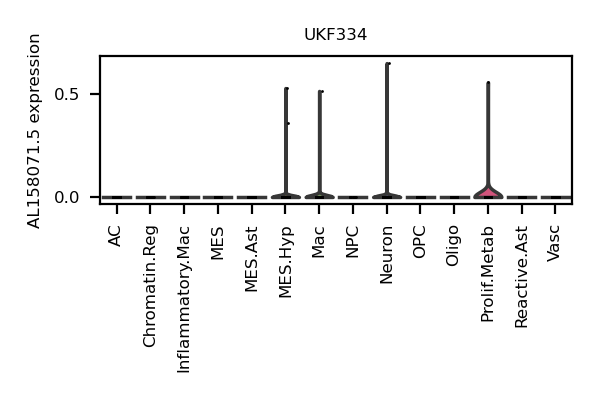 UKF334
AL158071.5 expression
0.5
0.0
AC
Chromatin.Reg
Inflammatory.Mac
MES
MES.Ast
MES.Hyp
Mac
NPC
Neuron
OPC
Oligo
Prolif.Metab
Reactive.Ast
Vasc